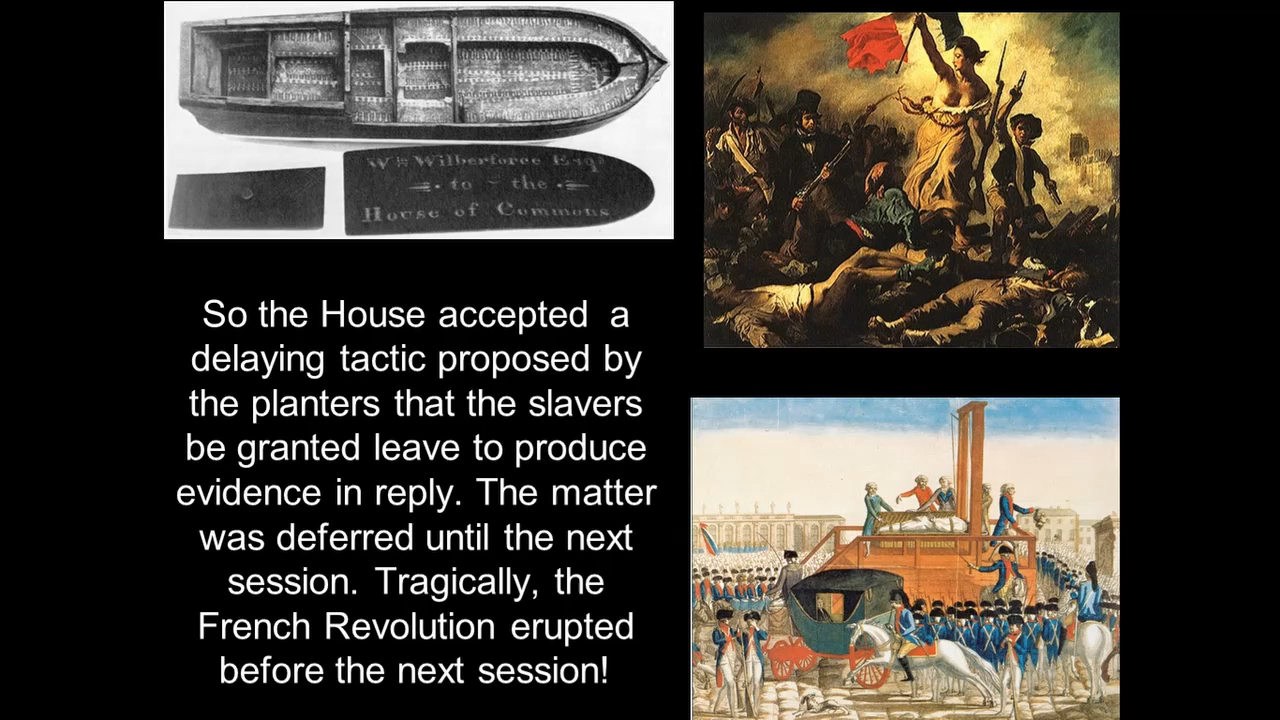 Wm Wilberforce Esq.
to the
House of Commons
So the House accepted a
delaying tactic proposed by
the planters that the slavers
be granted leave to produce
evidence in reply. The matter
was deferred until the next
session. Tragically, the
French Revolution erupted
before the next session!